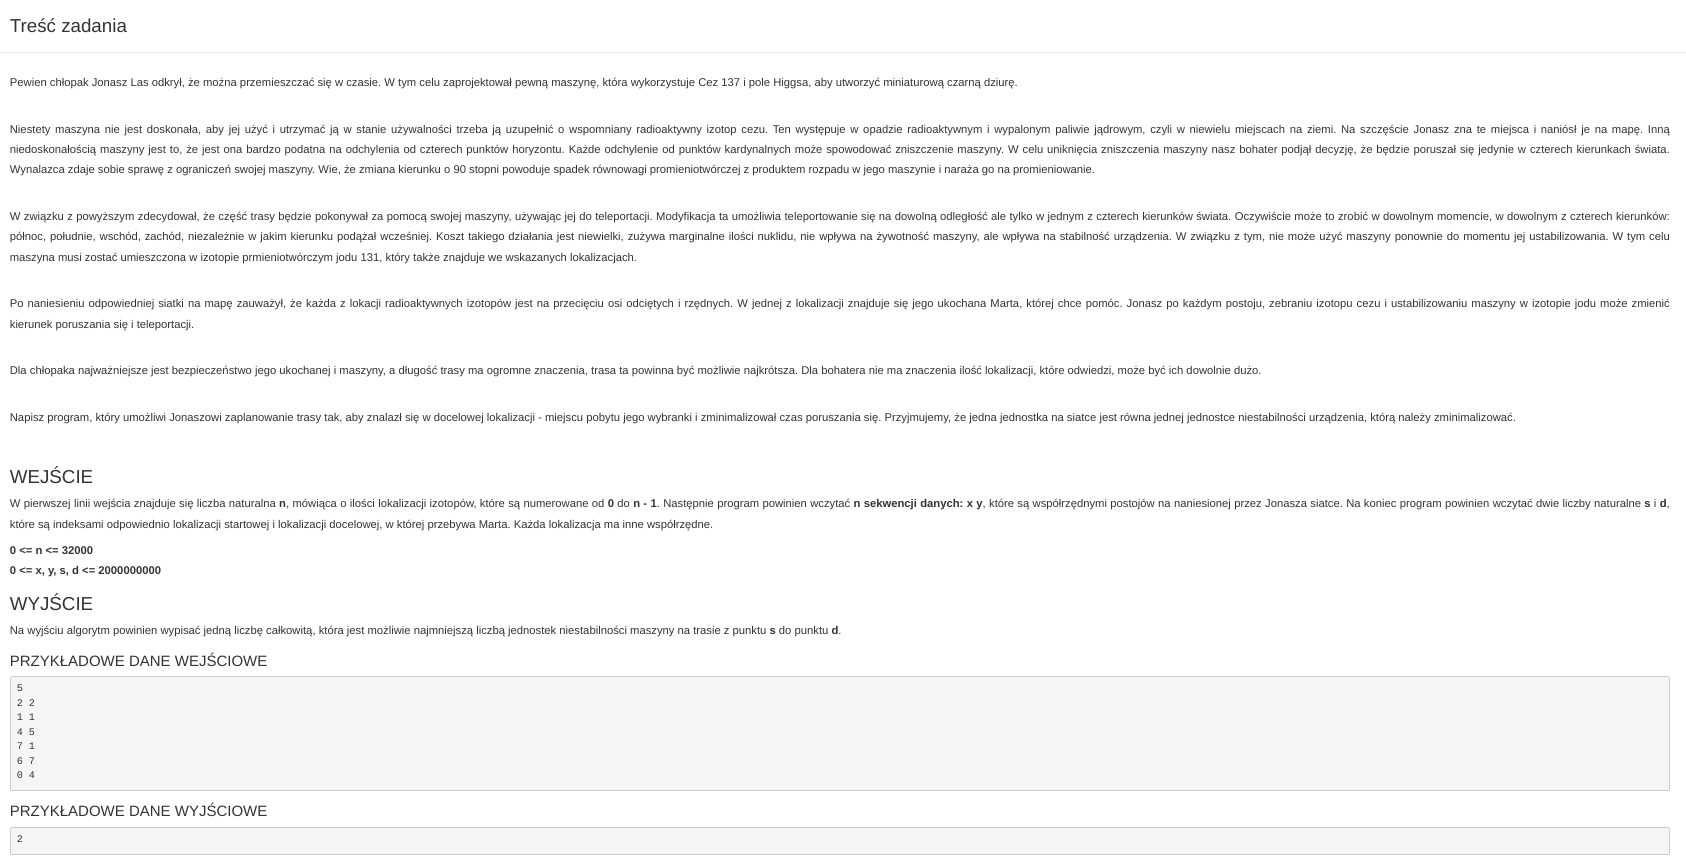 Treść zadania
Pewien chłopak Jonasz Las odkrył, że można przemieszczać się w czasie. W tym celu zaprojektował pewną maszynę, która wykorzystuje Cez 137 i pole Higgsa, aby utworzyć miniaturową czarną dziurę.
Niestety maszyna nie jest doskonała, aby jej użyć i utrzymać ją w stanie używalności trzeba ją uzupełnić o wspomniany radioaktywny izotop cezu. Ten występuje w opadzie radioaktywnym i wypalonym paliwie jądrowym, czyli w niewielu miejscach na ziemi. Na szczęście Jonasz zna te miejsca i naniósł je na mapę. Inną
niedoskonałością maszyny jest to, że jest ona bardzo podatna na odchylenia od czterech punktów horyzontu. Każde odchylenie od punktów kardynalnych może spowodować zniszczenie maszyny. W celu uniknięcia zniszczenia maszyny nasz bohater podjął decyzję, że będzie poruszał się jedynie w czterech kierunkach świata.
Wynalazca zdaje sobie sprawę z ograniczeń swojej maszyny. Wie, że zmiana kierunku o 90 stopni powoduje spadek równowagi promieniotwórczej z produktem rozpadu w jego maszynie i naraża go na promieniowanie.
W związku z powyższym zdecydował, że część trasy będzie pokonywał za pomocą swojej maszyny, używając jej do teleportacji. Modyfikacja ta umożliwia teleportowanie się na dowolną odległość ale tylko w jednym z czterech kierunków świata. Oczywiście może to zrobić w dowolnym momencie, w dowolnym z czterech kierunków:
północ, południe, wschód, zachód, niezależnie w jakim kierunku podążał wcześniej. Koszt takiego działania jest niewielki, zużywa marginalne ilości nuklidu, nie wpływa na żywotność maszyny, ale wpływa na stabilność urządzenia. W związku z tym, nie może użyć maszyny ponownie do momentu jej ustabilizowania. W tym celu
maszyna musi zostać umieszczona w izotopie prmieniotwórczym jodu 131, który także znajduje we wskazanych lokalizacjach.
Po naniesieniu odpowiedniej siatki na mapę zauważył, że każda z lokacji radioaktywnych izotopów jest na przecięciu osi odciętych i rzędnych. W jednej z lokalizacji znajduje się jego ukochana Marta, której chce pomóc. Jonasz po każdym postoju, zebraniu izotopu cezu i ustabilizowaniu maszyny w izotopie jodu może zmienić
kierunek poruszania się i teleportacji.
Dla chłopaka najważniejsze jest bezpieczeństwo jego ukochanej i maszyny, a długość trasy ma ogromne znaczenia, trasa ta powinna być możliwie najkrótsza. Dla bohatera nie ma znaczenia ilość lokalizacji, które odwiedzi, może być ich dowolnie dużo.
Napisz program, który umożliwi Jonaszowi zaplanowanie trasy tak, aby znalazł się w docelowej lokalizacji - miejscu pobytu jego wybranki i zminimalizował czas poruszania się. Przyjmujemy, że jedna jednostka na siatce jest równa jednej jednostce niestabilności urządzenia, którą należy zminimalizować.
WEJŚCIE
W pierwszej linii wejścia znajduje się liczba naturalna n, mówiąca o ilości lokalizacji izotopów, które są numerowane od 0 do n - 1. Następnie program powinien wczytać n sekwencji danych: x y, które są współrzędnymi postojów na naniesionej przez Jonasza siatce. Na koniec program powinien wczytać dwie liczby naturalne s i d,
które są indeksami odpowiednio lokalizacji startowej i lokalizacji docelowej, w której przebywa Marta. Każda lokalizacja ma inne współrzędne.
0 <= n <= 32000
0 <= x, y, s, d <= 2000000000
WYJŚCIE
Na wyjściu algorytm powinien wypisać jedną liczbę całkowitą, która jest możliwie najmniejszą liczbą jednostek niestabilności maszyny na trasie z punktu s do punktu d.
PRZYKŁADOWE DANE WEJŚCIOWE
5
2 2
1 1
4 5
7 1
6 7
0 4
PRZYKŁADOWE DANE WYJŚCIOWE
2